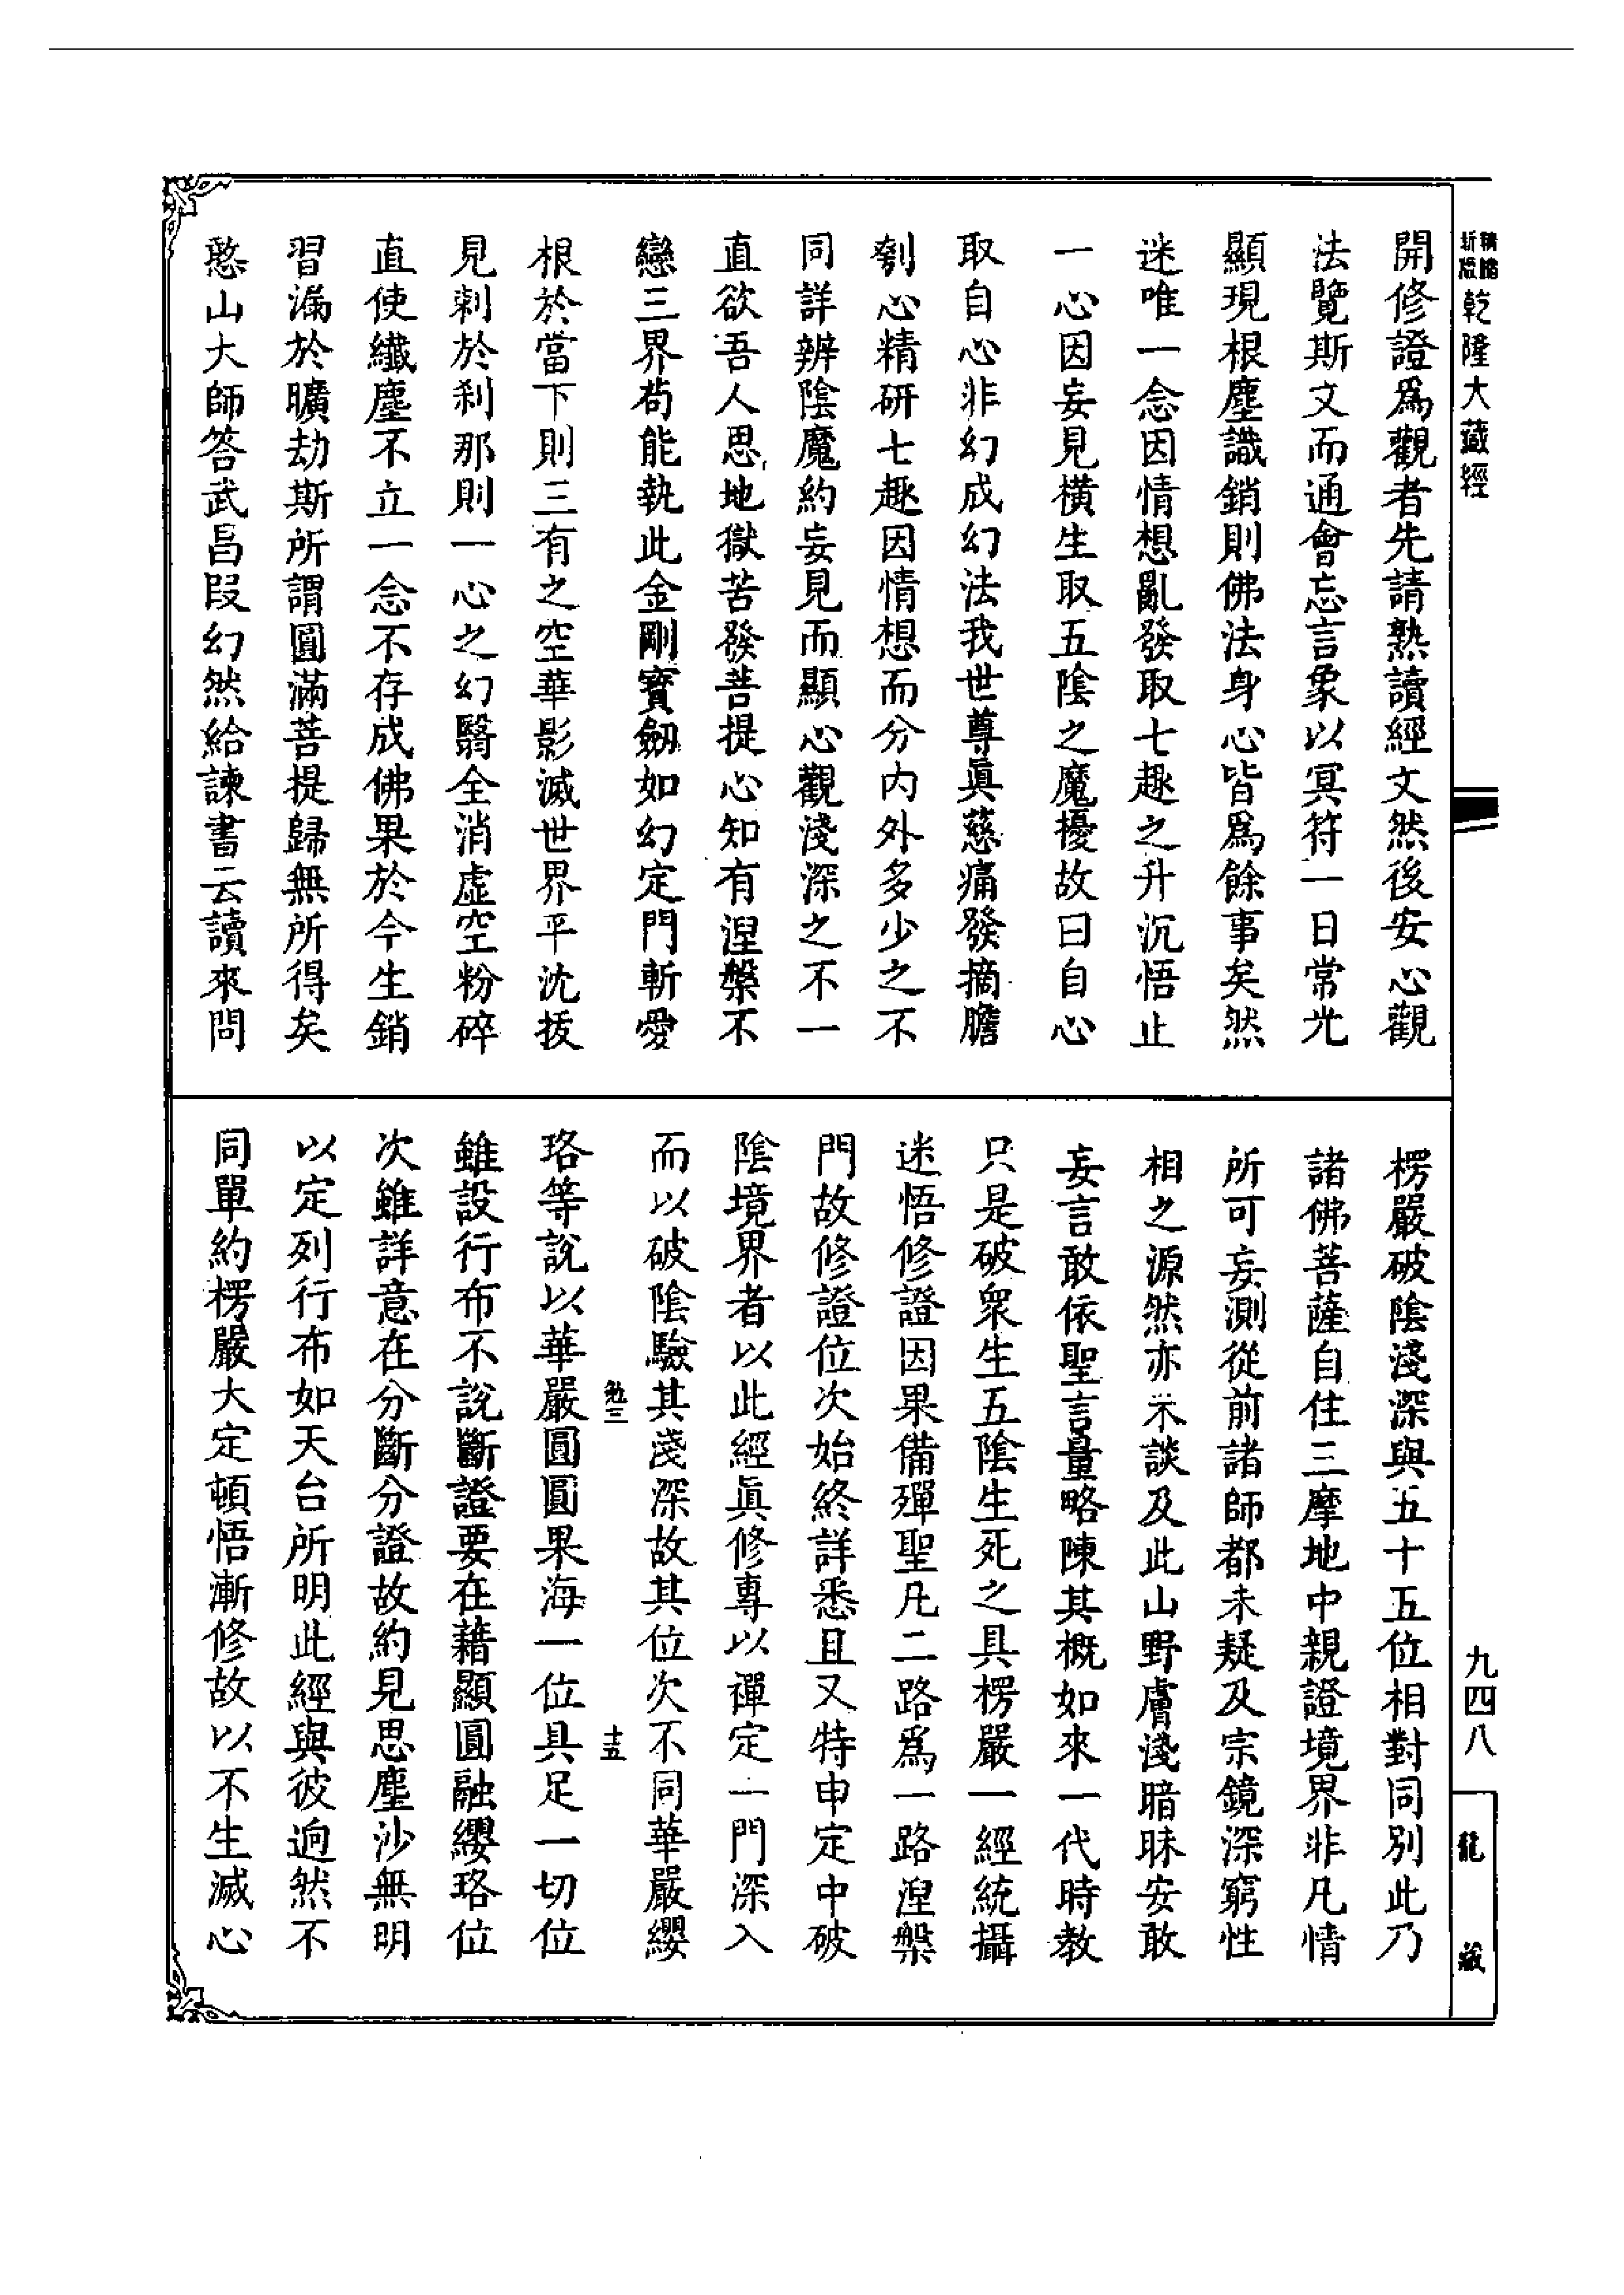 新版精縮乾隆大藏經
開修證爲觀者先請熟讀經文然後安心觀
法覽斯文而通會忘言象以冥符一日常光
顯現根塵識銷則佛法身心皆爲餘事矣然
迷唯一念因情想亂發取七趣之升沉悟止
一心因妄見橫生取五陰之魔擾故曰自心
取自心非幻成幻法我世尊眞慈痛發摘膽
刳心精研七趣因情想而分內外多少之不
同詳辨陰魔約妄見而顯心觀淺深之不一
直欲吾人思地獄苦發菩提心知有涅槃不
戀三界苟能執此金剛寶劒如幻定門斬愛
根於當下則三有之空華影滅世界平沈拔
見刺於刹那則一心之幻翳全消虛空粉碎
直使纖塵不立一念不存成佛果於今生銷
習漏於曠劫斯所謂圓滿菩提歸無所得矣
憨山大師答武昌段幻然給諫書云讀來問
楞嚴破陰淺深與五十五位相對同別此乃
諸佛菩薩自住三摩地中親證境界非凡情
所可妄測從前諸師都未疑及宗鏡深窮性
相之源然亦未談及此山野膚淺暗昧安敢
妄言敢依聖言量略陳其概如來一代時教
只是破衆生五陰生死之具楞嚴一經統攝
迷悟修證因果備殫聖凡二路爲一路涅槃
門故修證位次始終詳悉且又特申定中破
陰境界者以此經眞修專以禪定一門深入
而以破陰驗其淺深故其位次不同華嚴纓
勉三
十五
珞等說以華嚴圓圓果海一位具足一切位
雖設行布不說斷證要在藉顯圓融纓珞位
次雖詳意在分斷分證故約見思塵沙無明
以定列行布如天台所明此經與彼逈然不
同單約楞嚴大定頓悟漸修故以不生滅心
九四八
龍藏